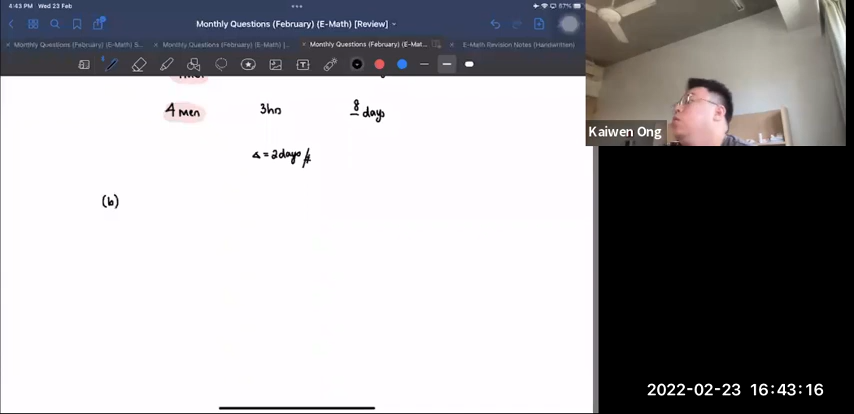 4:43 PM Wed 23 Feb
57%
Monthly Questions (February) (E-Math) [Review]
Monthly Questions (February) (E-Math) S...
Monthly Questions (February) (E-Math) |...
Monthly Questions (February) (E-Mat...
E-Math Revision Notes (Handwritten)
4 men 3hrs 8 days
Δ = 2 days
(b)
Kaiwen Ong
2022-02-23 16:43:16